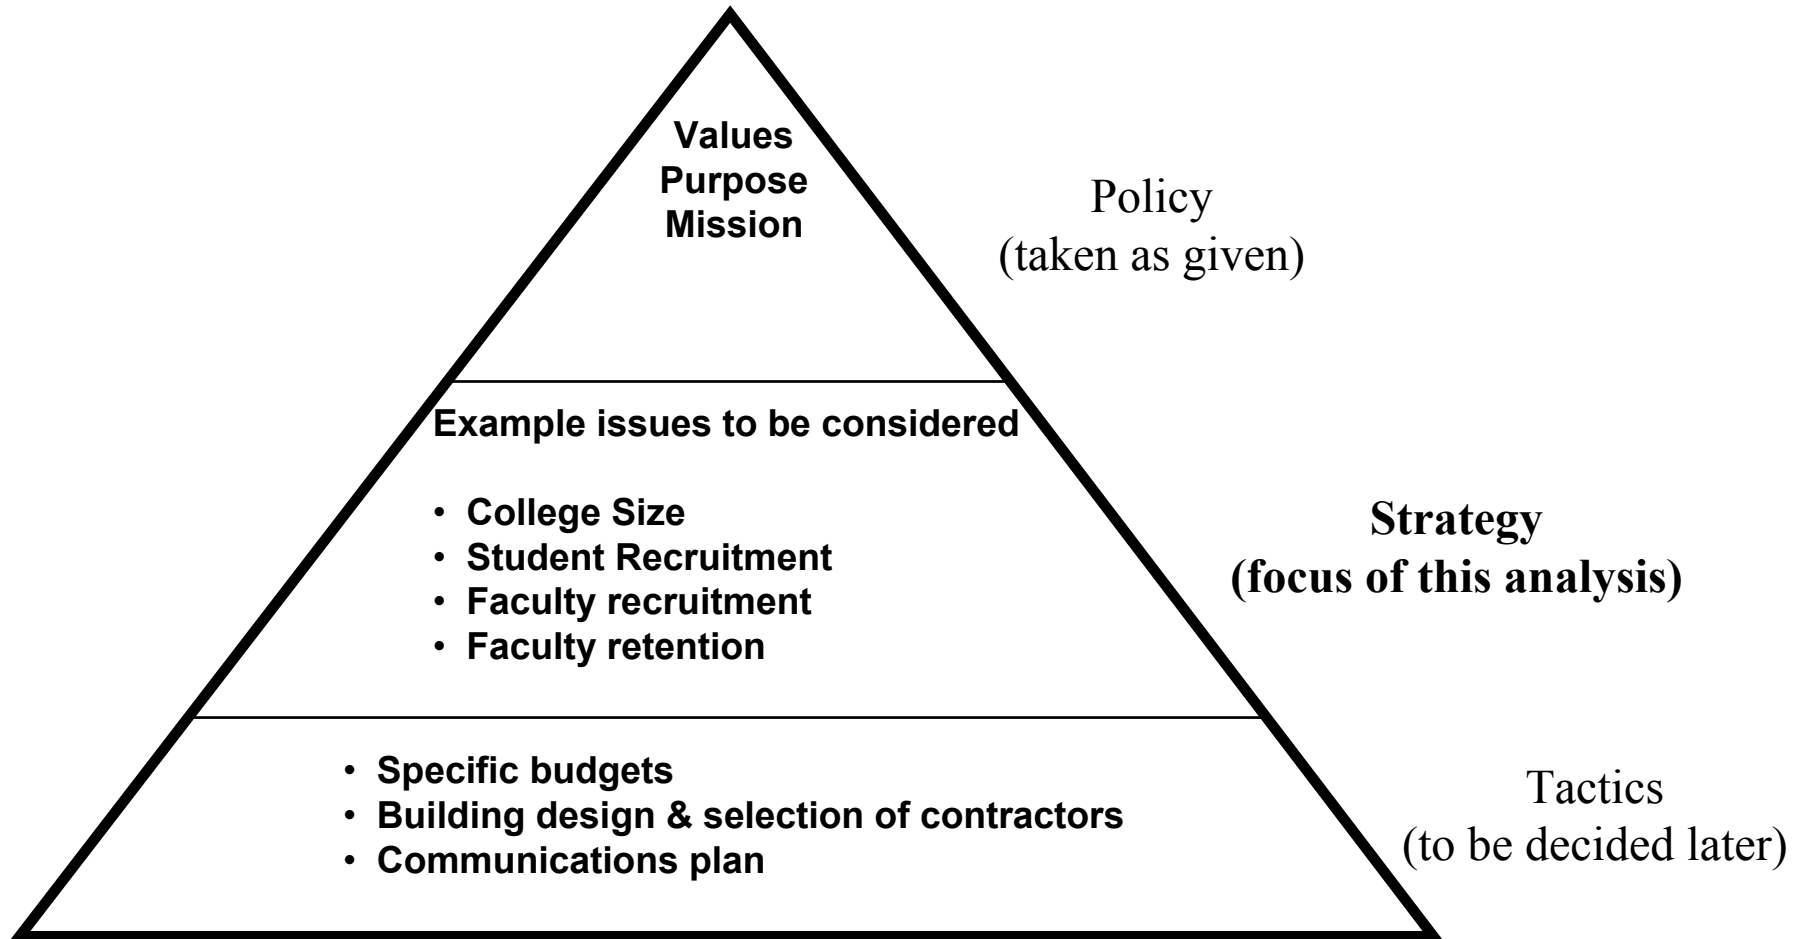 Values
Purpose
Mission
Policy
(taken as given)
Example issues to be considered
• College Size
• Student Recruitment
• Faculty recruitment
• Faculty retention
Strategy
(focus of this analysis)
• Specific budgets
• Building design & selection of contractors
• Communications plan
Tactics
(to be decided later)